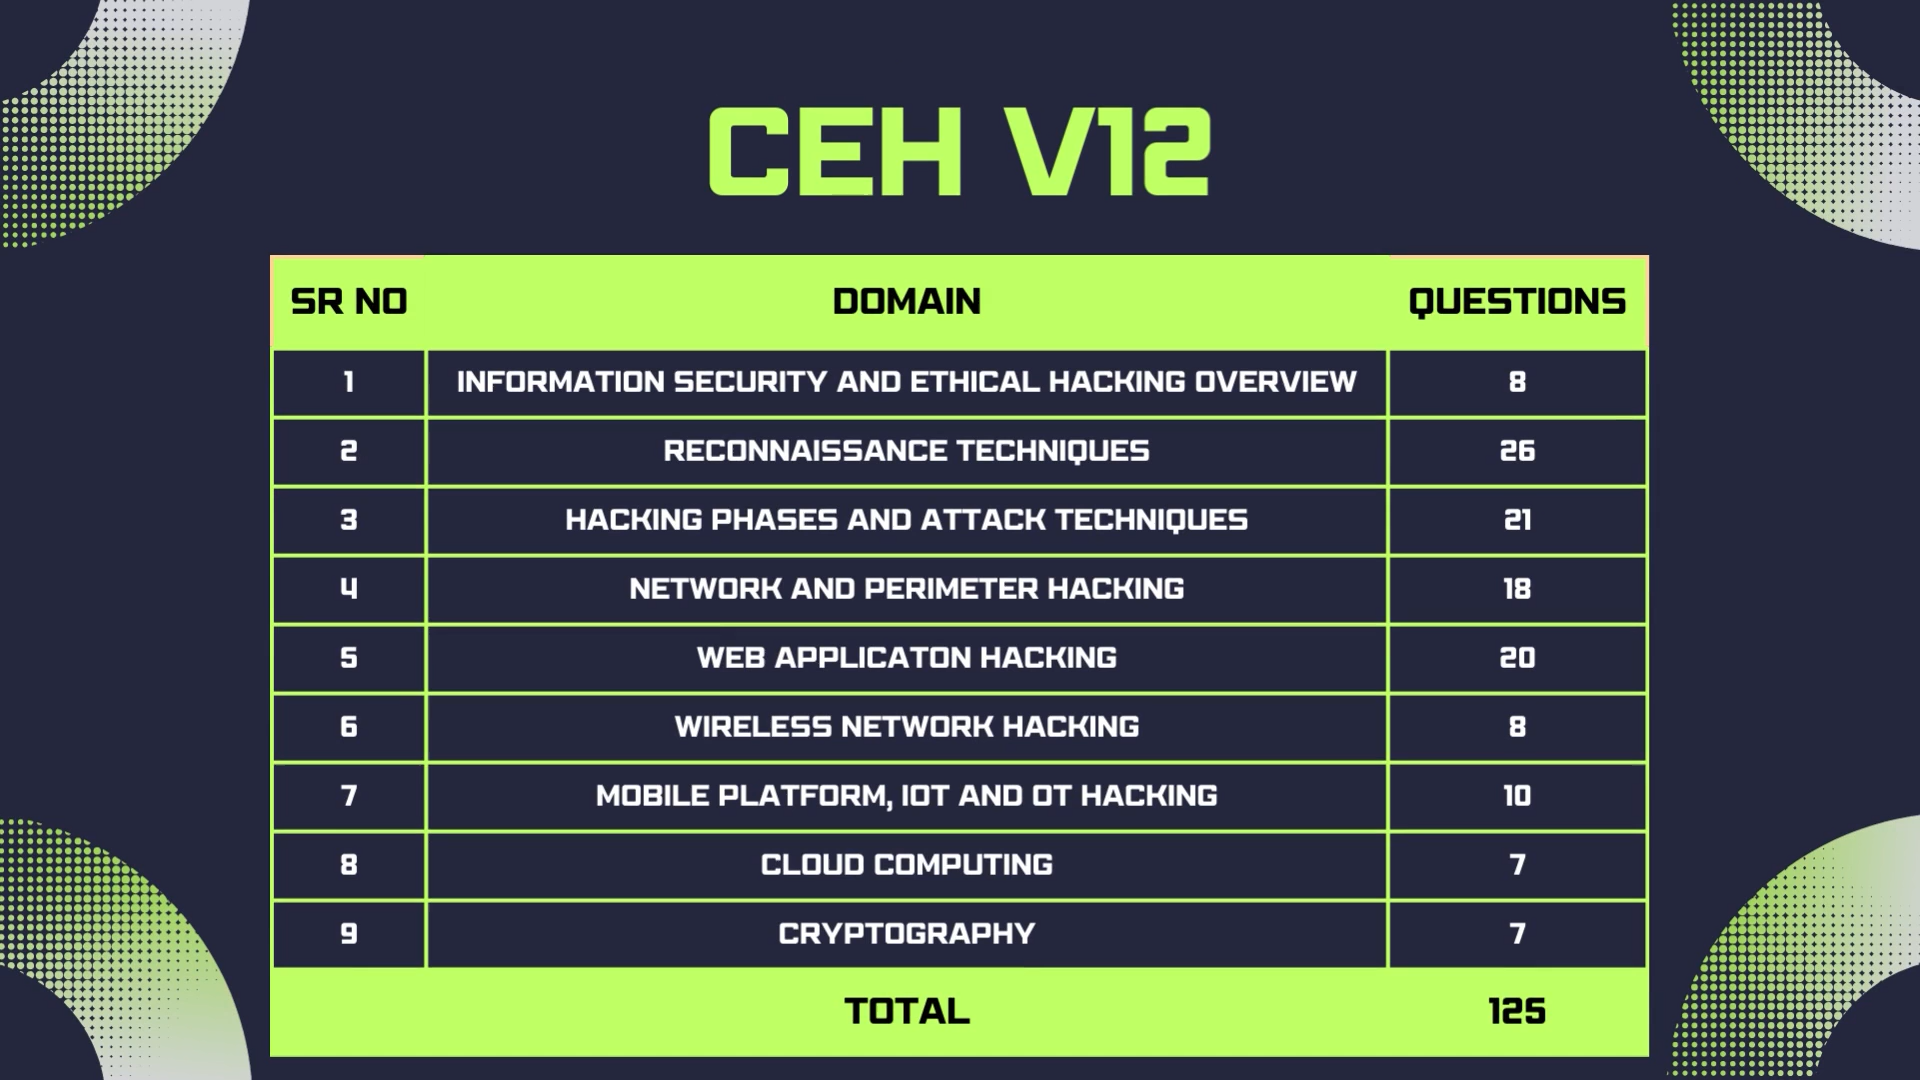 CEH V12
SR NO DOMAIN QUESTIONS
1 INFORMATION SECURITY AND ETHICAL HACKING OVERVIEW 8
2 RECONNAISSANCE TECHNIQUES 26
3 HACKING PHASES AND ATTACK TECHNIQUES 21
4 NETWORK AND PERIMETER HACKING 18
5 WEB APPLICATON HACKING 20
6 WIRELESS NETWORK HACKING 8
7 MOBILE PLATFORM, IOT AND OT HACKING 10
8 CLOUD COMPUTING 7
9 CRYPTOGRAPHY 7
TOTAL 125